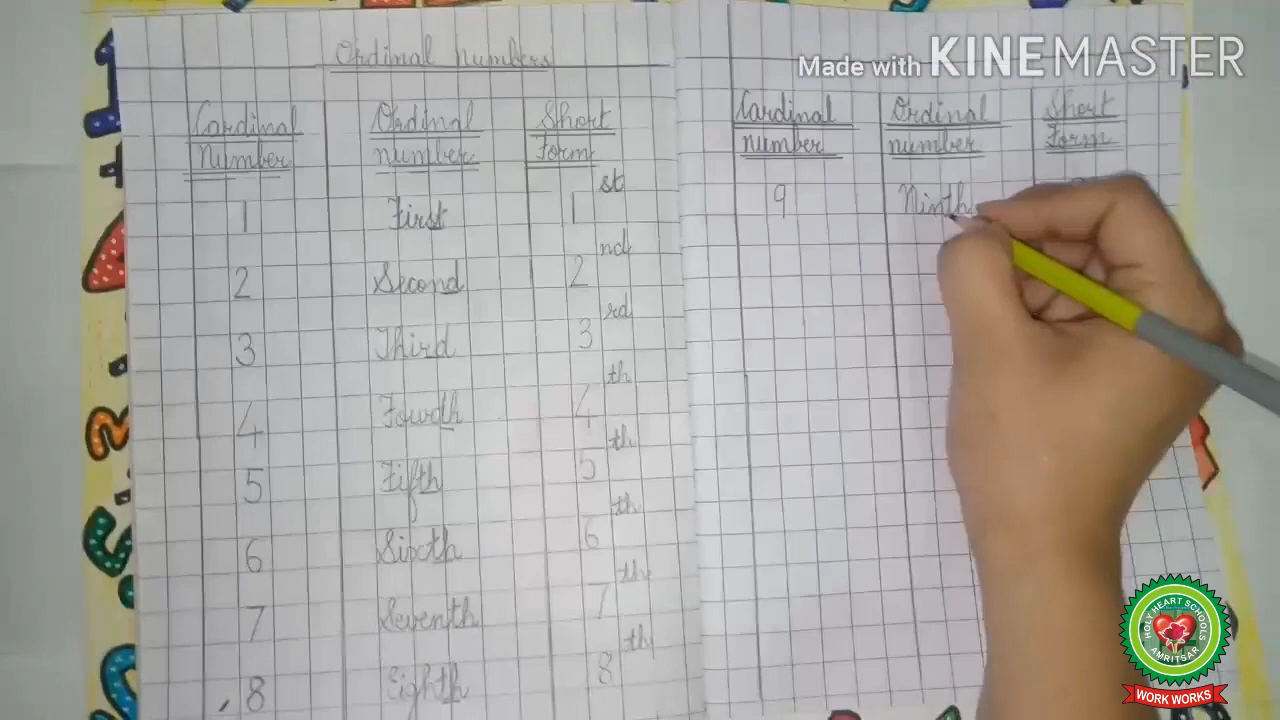 Made with KINEMASTER
Ordinal Numbers
Cardinal Number Ordinal number Short Form
1 First 1st
2 Second 2nd
3 Third 3rd
4 Fourth 4th
5 Fifth 5th
6 Sixth 6th
7 Seventh 7th
8 Eighth 8th
Cardinal number Ordinal number Short Form
9 Ninth
HOLY HEART SCHOOLS
AMRITSAR
WORK WORKS